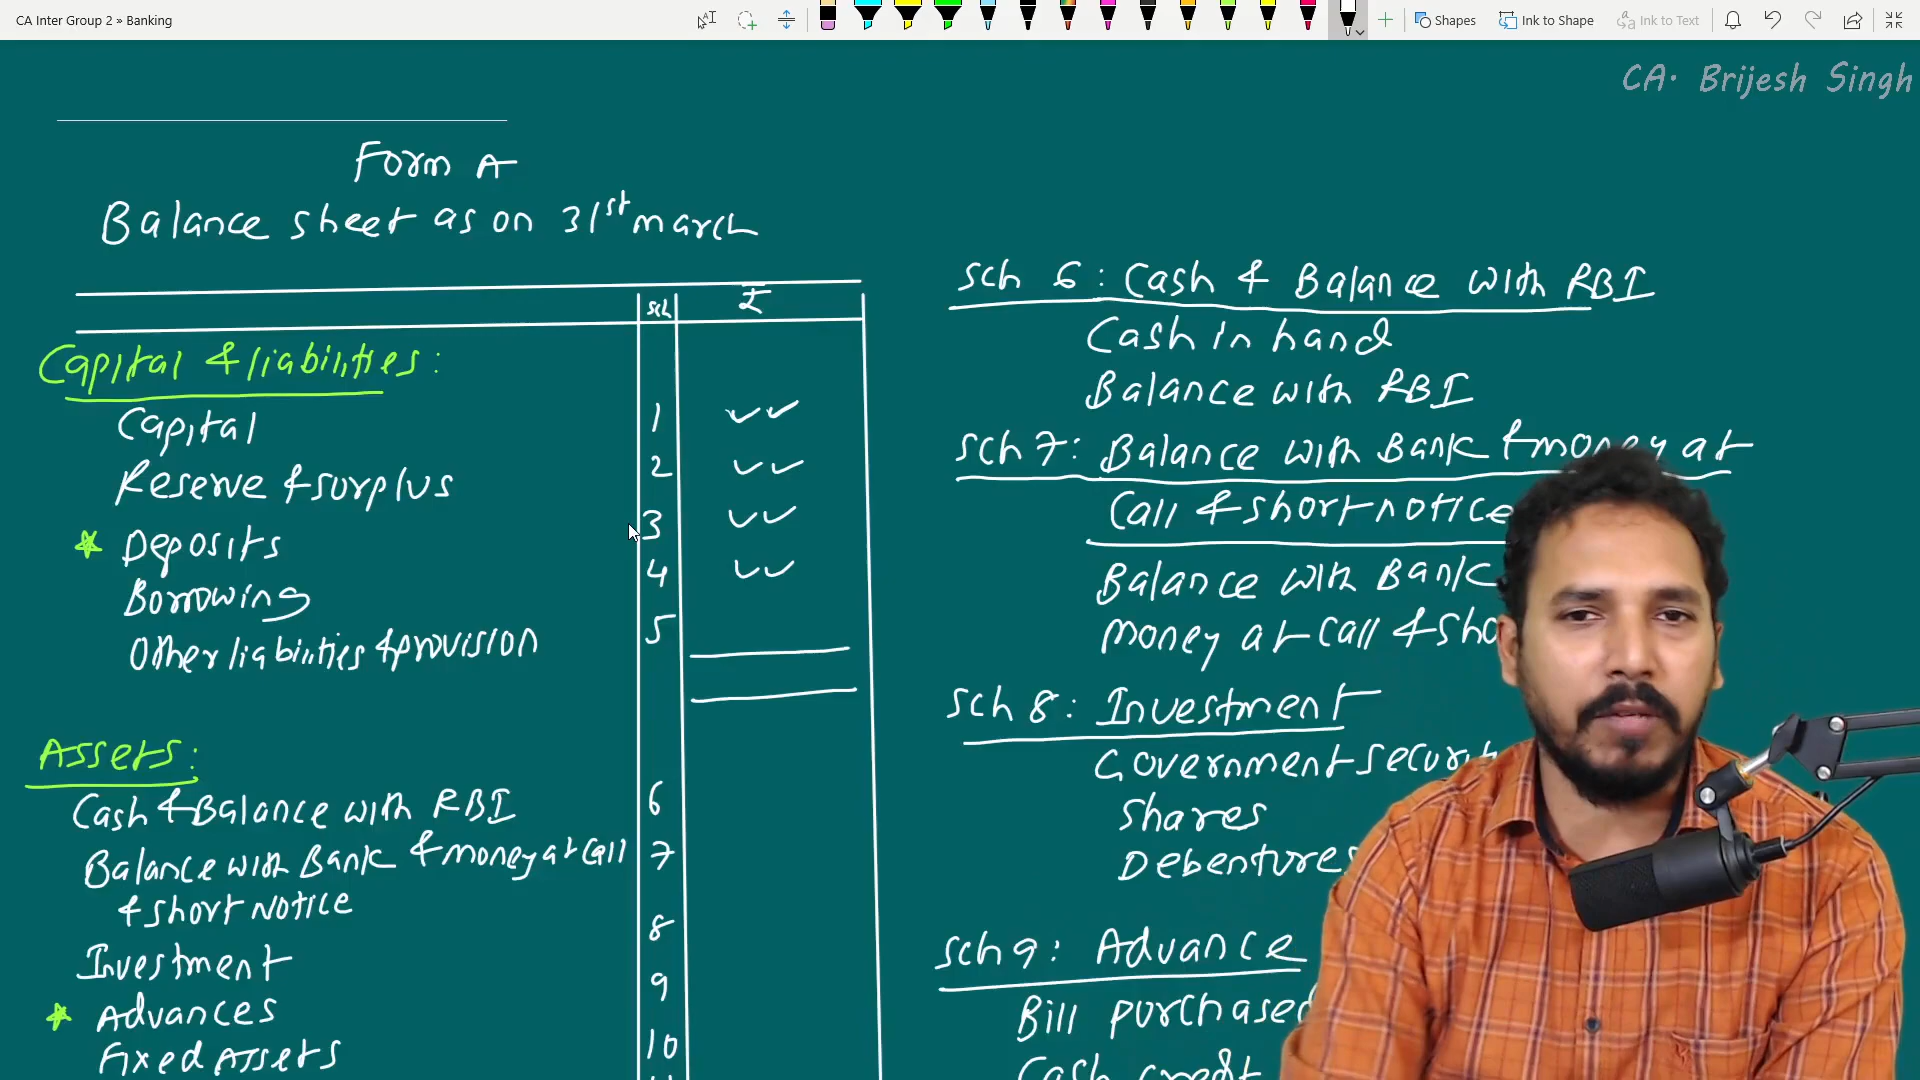 CA Inter Group 2 » Banking
Shapes
Ink to Shape
Ink to Text
CA. Brijesh Singh
Form A
Balance sheet as on 31st march
sch ₹
Capital & liabilities:
Capital 1
Reserve & surplus 2
Deposits 3
Borrowing 4
Other liabilities & provision 5
Assets:
Cash & Balance with RBI 6
Balance with Bank & money at call 7
& short Notice
Investment 8
Advances 9
Fixed Assets 10
Sch 6: Cash & Balance with RBI
Cash in hand
Balance with RBI
Sch 7: Balance with Bank & money at
Call & short notice
Balance with Bank
Money at call &
Sch 8: Investment
Government
Shares
Debentures
Sch 9: Advance
Bill purchased
Cash credit